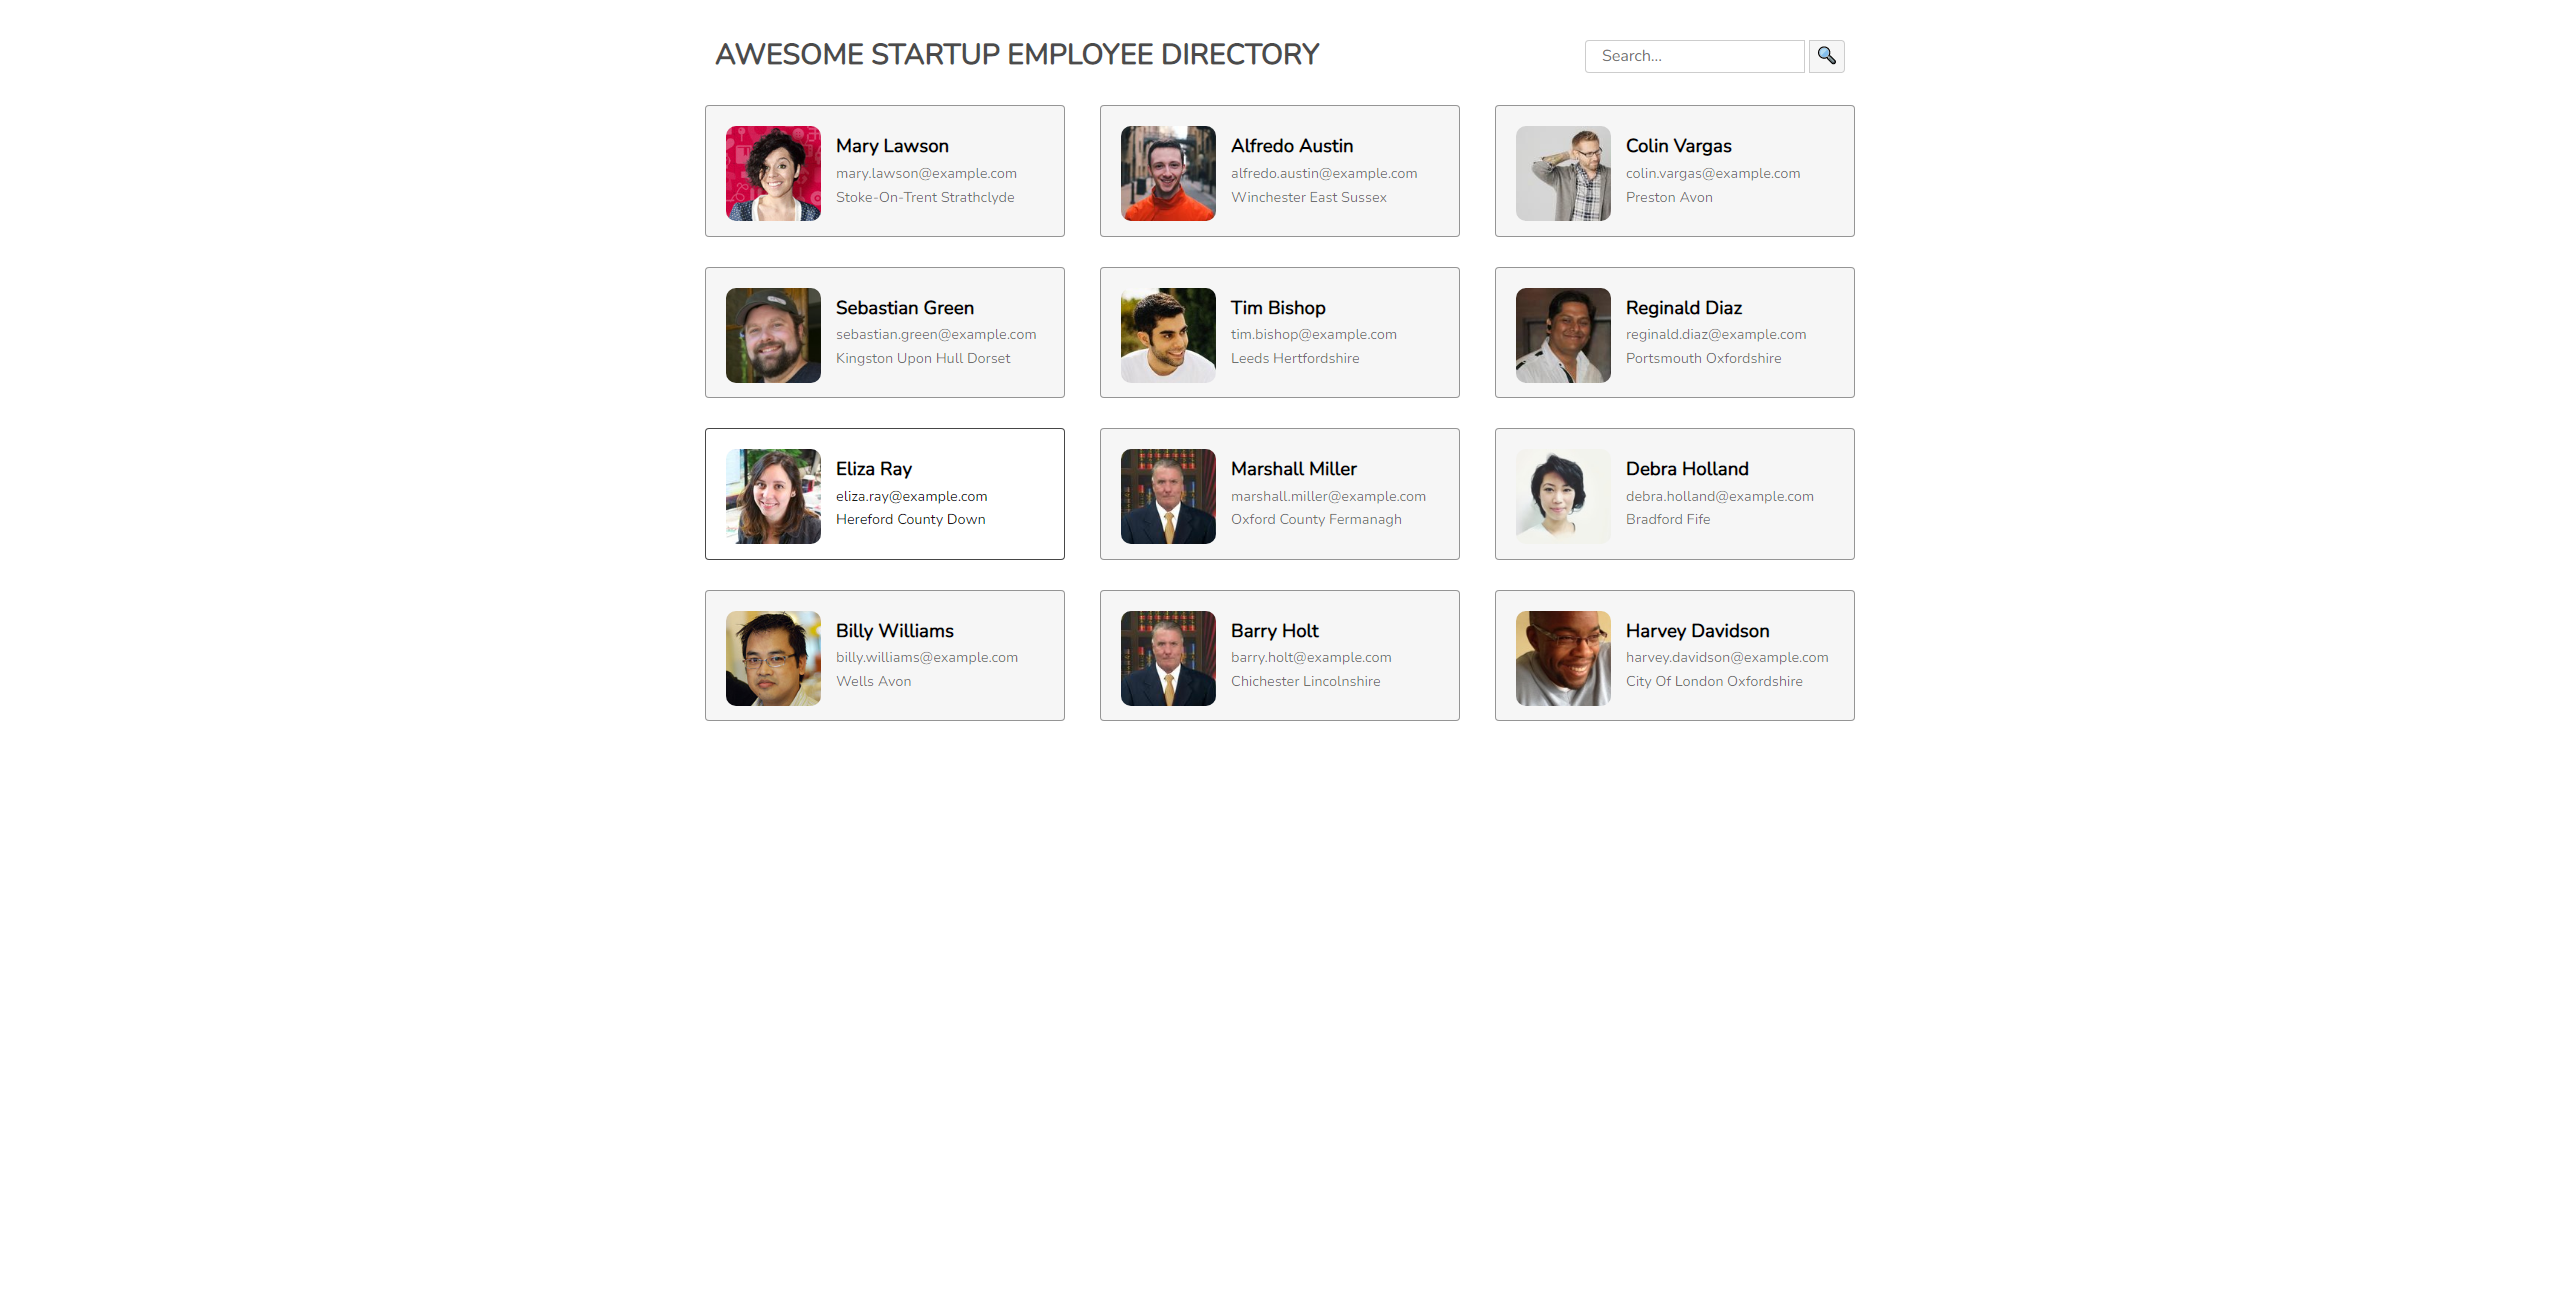 AWESOME STARTUP EMPLOYEE DIRECTORY
Search...
Mary Lawson
mary.lawson@example.com
Stoke-On-Trent Strathclyde
Alfredo Austin
alfredo.austin@example.com
Winchester East Sussex
Colin Vargas
colin.vargas@example.com
Preston Avon
Sebastian Green
sebastian.green@example.com
Kingston Upon Hull Dorset
Tim Bishop
tim.bishop@example.com
Leeds Hertfordshire
Reginald Diaz
reginald.diaz@example.com
Portsmouth Oxfordshire
Eliza Ray
eliza.ray@example.com
Hereford County Down
Marshall Miller
marshall.miller@example.com
Oxford County Fermanagh
Debra Holland
debra.holland@example.com
Bradford Fife
Billy Williams
billy.williams@example.com
Wells Avon
Barry Holt
barry.holt@example.com
Chichester Lincolnshire
Harvey Davidson
harvey.davidson@example.com
City Of London Oxfordshire